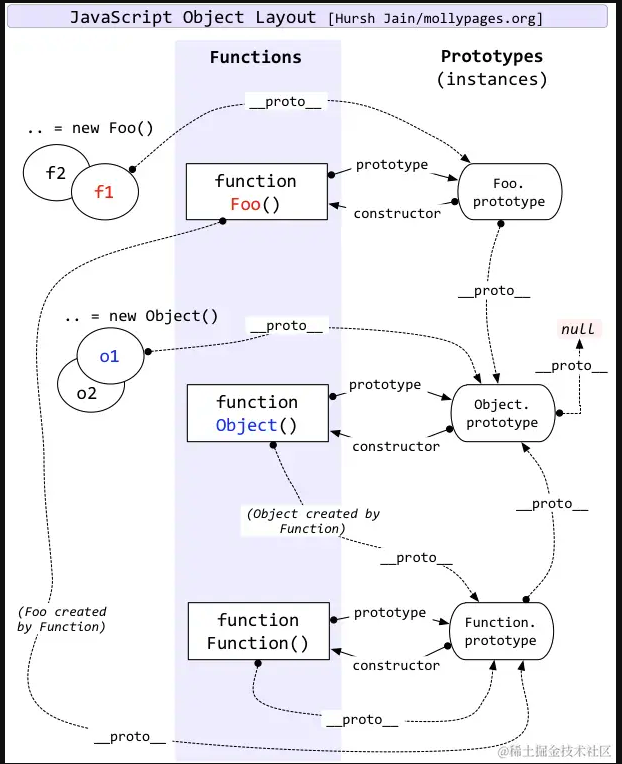 JavaScript Object Layout [Hursh Jain/mollypages.org]
Functions
Prototypes
(instances)
__proto__
.. = new Foo()
f2
f1
function
Foo()
prototype
constructor
Foo.
prototype
__proto__
.. = new Object()
__proto__
null
__proto__
o1
o2
function
Object()
prototype
constructor
Object.
prototype
(Object created by
Function)
__proto__
__proto__
(Foo created
by Function)
function
Function()
prototype
constructor
Function.
prototype
__proto__
__proto__
@稀土掘金技术社区